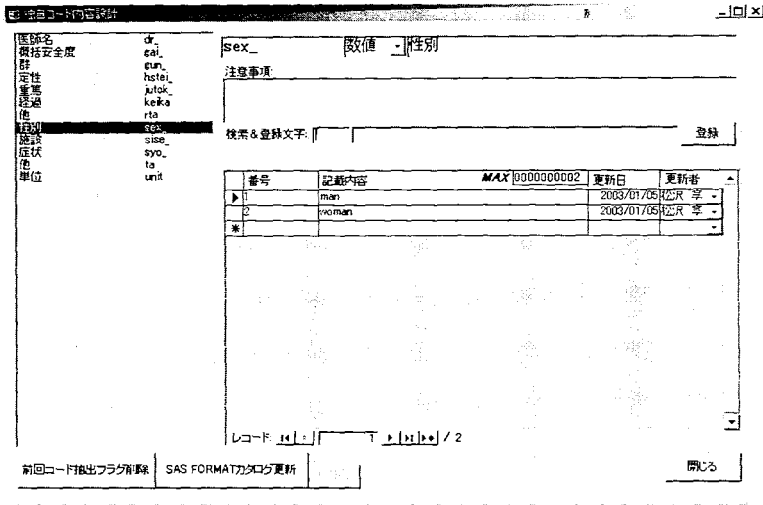 コード内容設計
医師名 dr_
概括安全度 gai_
群 gun_
定性 hstei_
重篤 jutok_
経過 keika
他 rta
性別 sex_
施設 sise_
症状 syo_
他 ta
単位 unit
sex_ 数値 性別
注意事項:
検索&登録文字:
登録
番号 記載内容 MAX 0000000002 更新日 更新者
1 man 2003/01/05 松沢 享
2 woman 2003/01/05 松沢 享
レコード: 1 / 2
前回コード抽出フラグ削除 SAS FORMATカタログ更新 閉じる